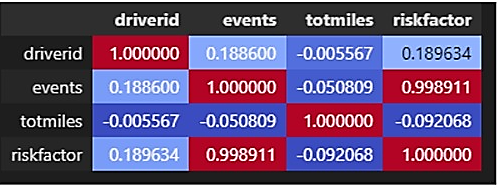 driverid events totmiles riskfactor
driverid 1.000000 0.188600 -0.005567 0.189634
events 0.188600 1.000000 -0.050809 0.998911
totmiles -0.005567 -0.050809 1.000000 -0.092068
riskfactor 0.189634 0.998911 -0.092068 1.000000